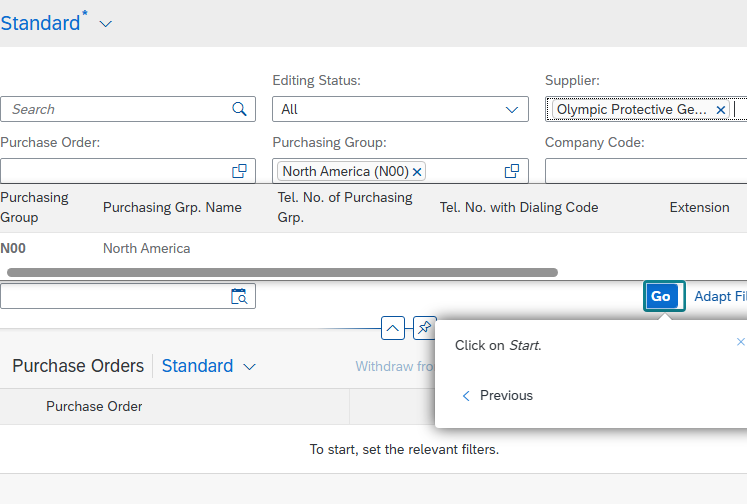 Standard*
Editing Status:
Supplier:
Search
All
Olympic Protective Ge...
Purchase Order:
Purchasing Group:
Company Code:
North America (N00)
Purchasing Group
Purchasing Grp. Name
Tel. No. of Purchasing Grp.
Tel. No. with Dialing Code
Extension
N00
North America
Go
Adapt Fil
Click on Start.
Previous
Purchase Orders
Standard
Withdraw fro
Purchase Order
To start, set the relevant filters.